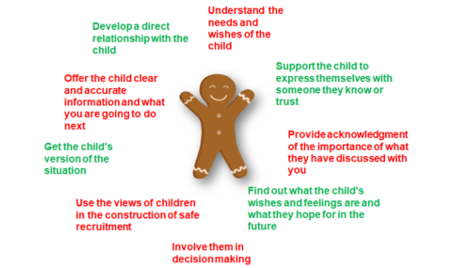 Understand the
needs and
wishes of the
child
Develop a direct
relationship with the
child
Support the child to
express themselves with
someone they know or
trust
Offer the child clear
and accurate
information and what
you are going to do
next
Provide acknowledgment
of the importance of what
they have discussed with
you
Get the child's
version of the
situation
Find out what the child's
wishes and feelings are and
what they hope for in the
future
Use the views of children
in the construction of safe
recruitment
Involve them in
decision making